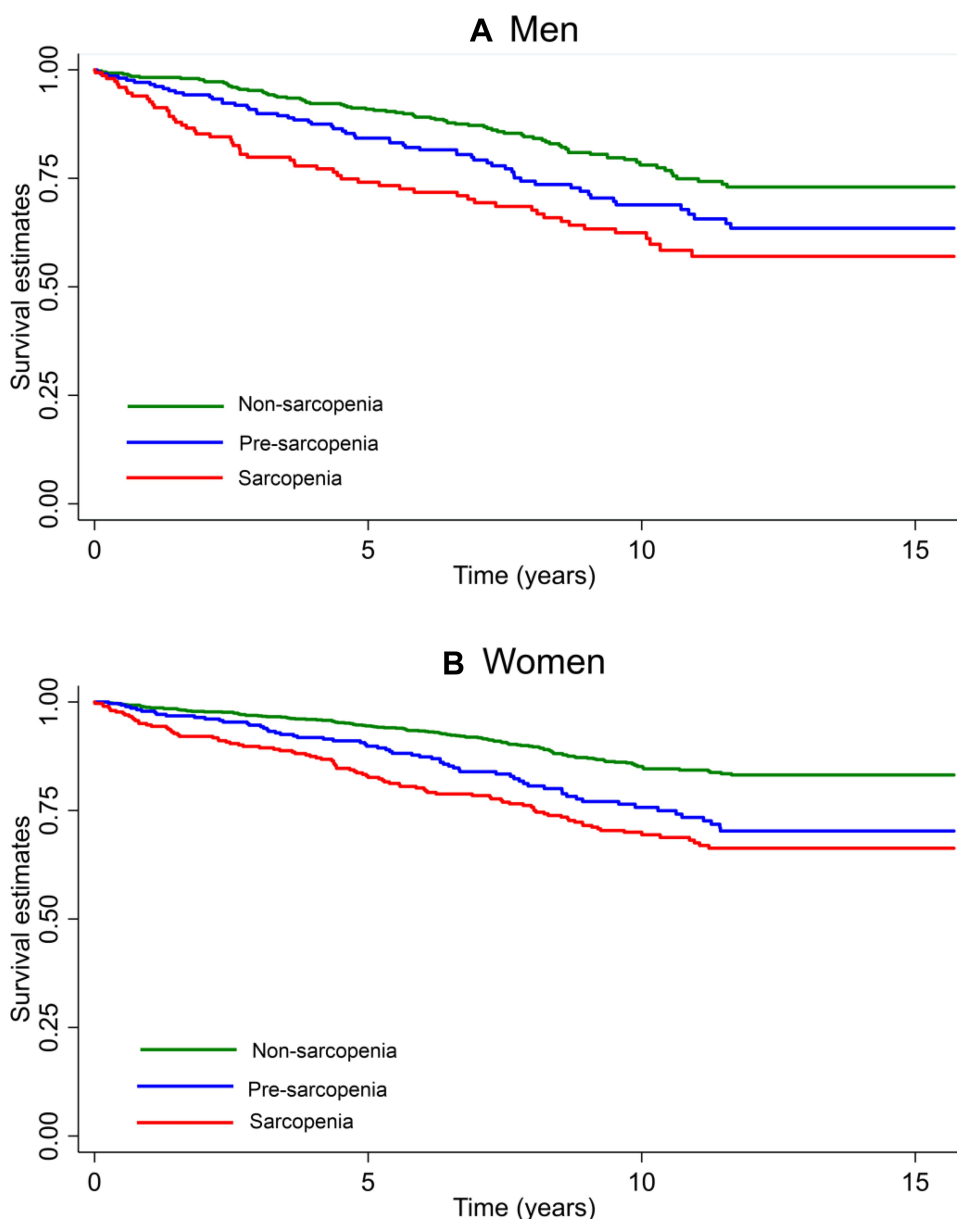 A Men
Survival estimates
1.00
0.75
0.50
0.25
0.00
Non-sarcopenia
Pre-sarcopenia
Sarcopenia
0 5 10 15
Time (years)
B Women
Survival estimates
1.00
0.75
0.50
0.25
0.00
Non-sarcopenia
Pre-sarcopenia
Sarcopenia
0 5 10 15
Time (years)